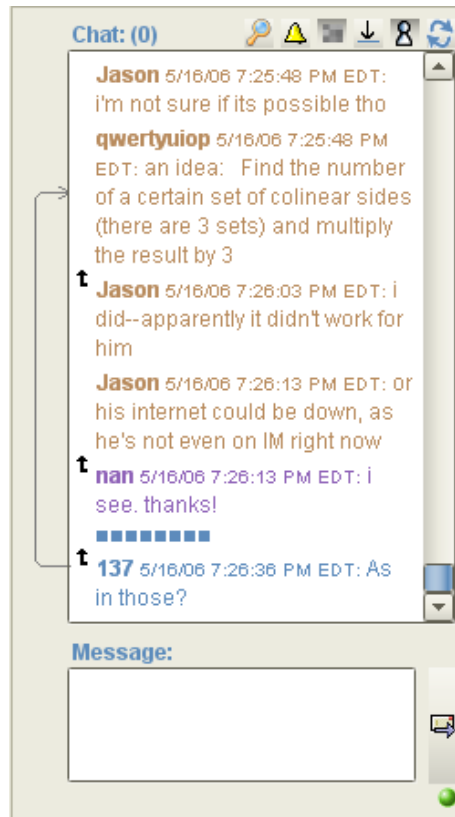 Chat: (0)
Jason 5/16/06 7:25:48 PM EDT:
i'm not sure if its possible tho
qwertyuiop 5/16/06 7:25:48 PM
EDT: an idea: Find the number
of a certain set of colinear sides
(there are 3 sets) and multiply
the result by 3
Jason 5/16/06 7:26:03 PM EDT: i
did--apparently it didn't work for
him
Jason 5/16/06 7:26:13 PM EDT: or
his internet could be down, as
he's not even on IM right now
nan 5/16/06 7:26:13 PM EDT: i
see. thanks!
137 5/16/06 7:26:36 PM EDT: As
in those?
Message: